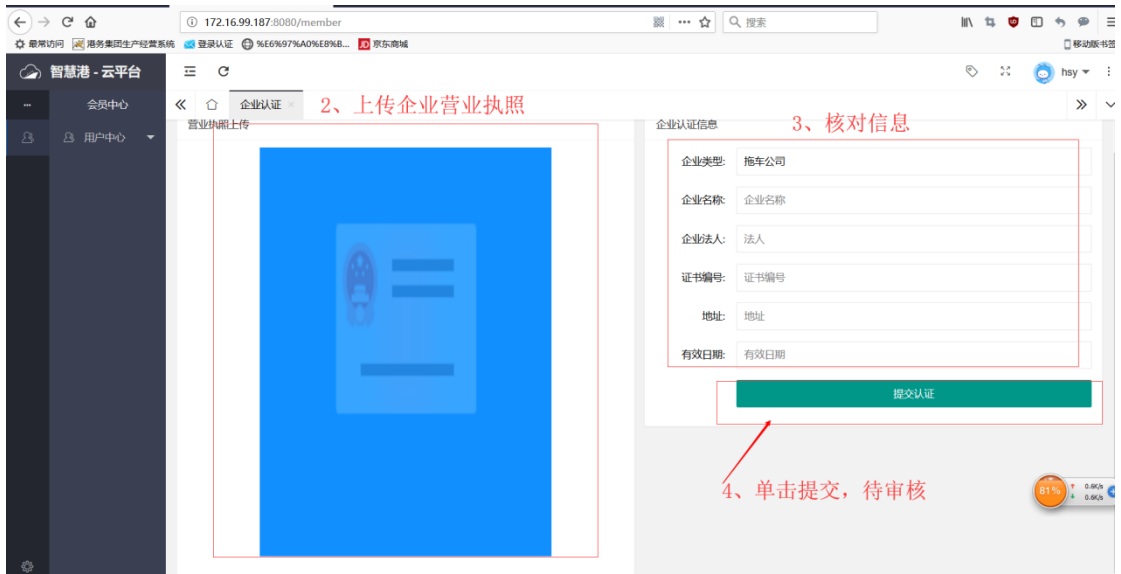 172.16.99.187:8080/member
搜索
最常访问 港务集团生产经营系统 登录认证 %E6%97%A0%E8%B... JD 京东商城 移动版书签
智慧港 - 云平台 hsy
会员中心 企业认证 × 2、上传企业营业执照
用户中心
营业执照上传
企业认证信息 3、核对信息
企业类型: 拖车公司
企业名称: 企业名称
企业法人: 法人
证书编号: 证书编号
地址: 地址
有效日期: 有效日期
提交认证
4、单击提交，待审核
81% 0.6K/s
0.6K/s